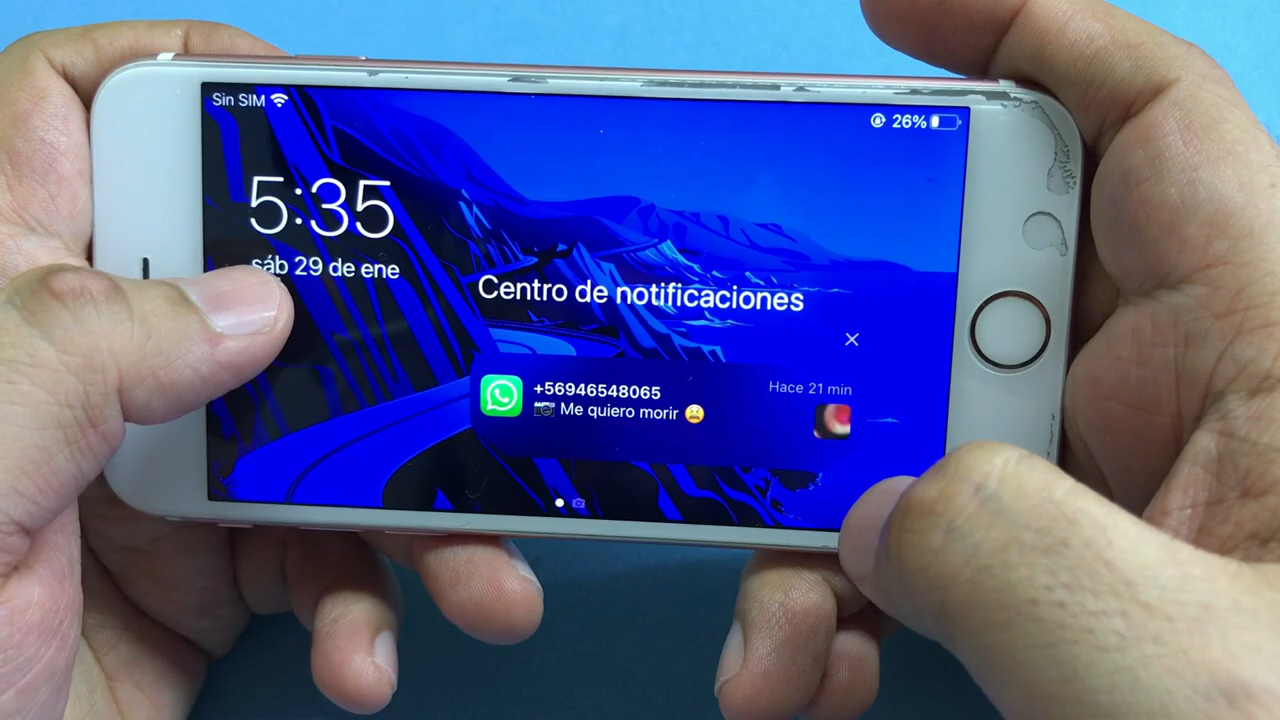 Sin SIM
26%
5:35
sáb 29 de ene
Centro de notificaciones
+56946548065
Hace 21 min
📷 Me quiero morir 😫